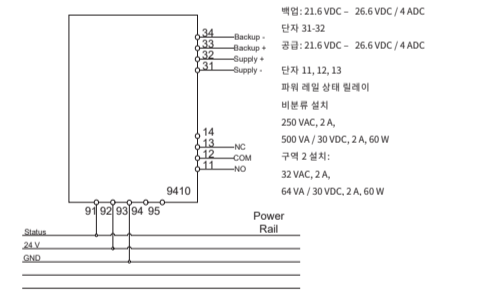 34
Backup -
33
Backup +
32
Supply +
31
Supply -
14
13
NC
12
COM
11
NO
9410
91 92 93 94 95
Power
Rail
Status
24 V
GND
백업: 21.6 VDC – 26.6 VDC / 4 ADC
단자 31-32
공급: 21.6 VDC – 26.6 VDC / 4 ADC
단자 11, 12, 13
파워 레일 상태 릴레이
비분류 설치
250 VAC, 2 A,
500 VA / 30 VDC, 2 A, 60 W
구역 2 설치:
32 VAC, 2 A,
64 VA / 30 VDC, 2 A, 60 W